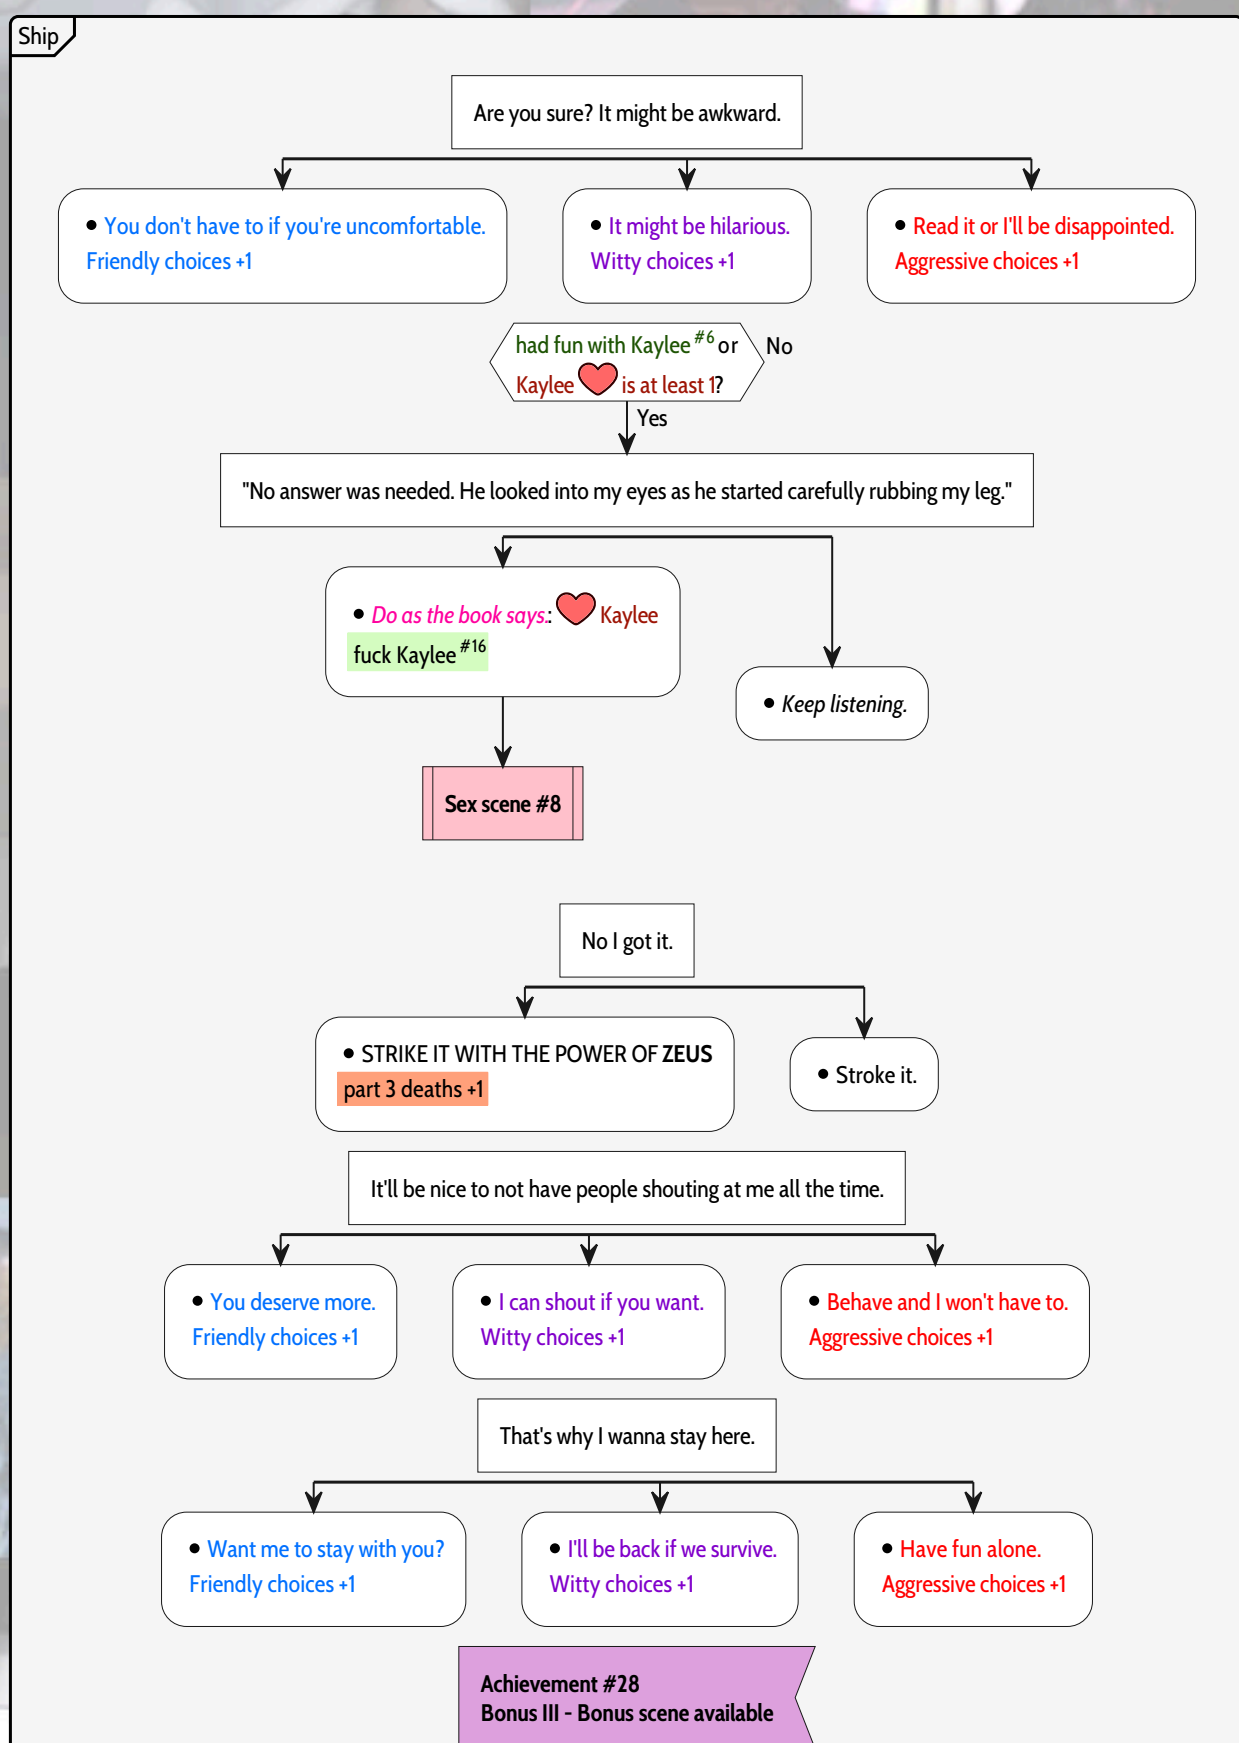 Ship
Are you sure? It might be awkward.
• You don't have to if you're uncomfortable.
Friendly choices +1
• It might be hilarious.
Witty choices +1
• Read it or I'll be disappointed.
Aggressive choices +1
had fun with Kaylee #6 or
Kaylee is at least 1?
No
Yes
"No answer was needed. He looked into my eyes as he started carefully rubbing my leg."
• Do as the book says.: Kaylee
fuck Kaylee #16
• Keep listening.
Sex scene #8
No I got it.
• STRIKE IT WITH THE POWER OF ZEUS
part 3 deaths +1
• Stroke it.
It'll be nice to not have people shouting at me all the time.
• You deserve more.
Friendly choices +1
• I can shout if you want.
Witty choices +1
• Behave and I won't have to.
Aggressive choices +1
That's why I wanna stay here.
• Want me to stay with you?
Friendly choices +1
• I'll be back if we survive.
Witty choices +1
• Have fun alone.
Aggressive choices +1
Achievement #28
Bonus III - Bonus scene available